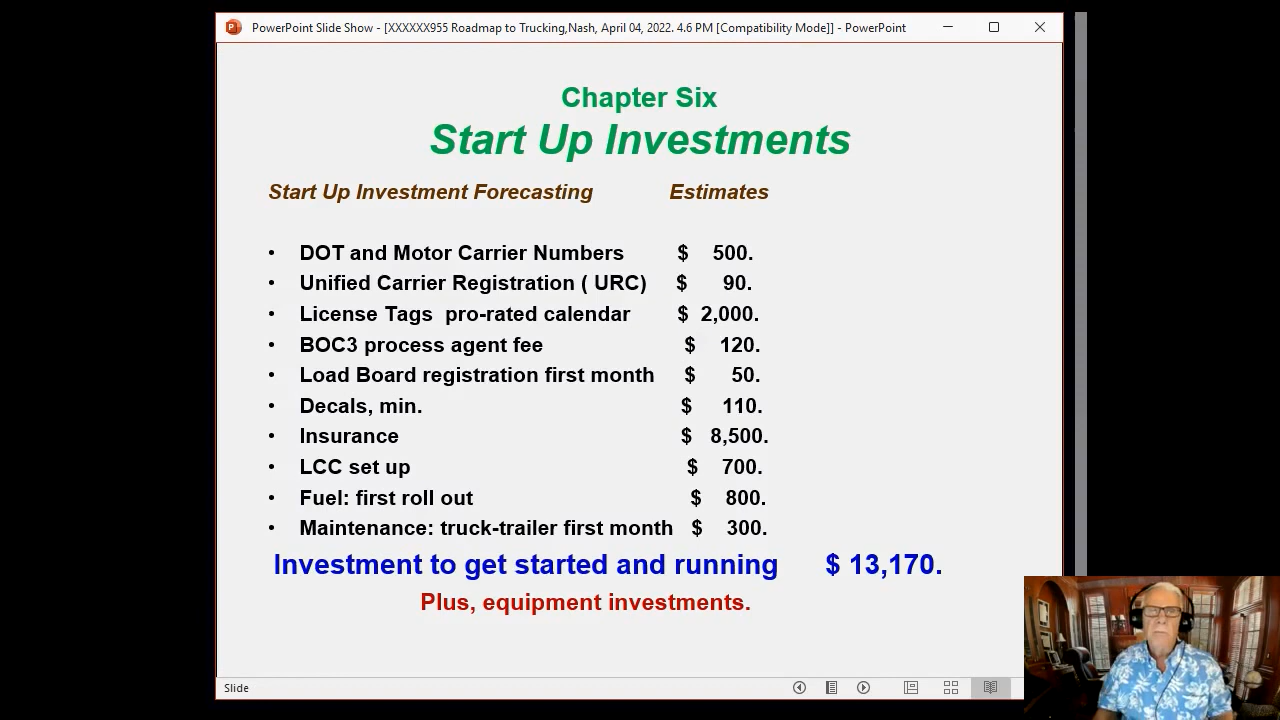 PowerPoint Slide Show - [XXXXXX955 Roadmap to Trucking,Nash, April 04, 2022. 4.6 PM [Compatibility Mode]] - PowerPoint
Chapter Six
Start Up Investments
Start Up Investment Forecasting Estimates
• DOT and Motor Carrier Numbers $ 500.
• Unified Carrier Registration ( URC) $ 90.
• License Tags pro-rated calendar $ 2,000.
• BOC3 process agent fee $ 120.
• Load Board registration first month $ 50.
• Decals, min. $ 110.
• Insurance $ 8,500.
• LCC set up $ 700.
• Fuel: first roll out $ 800.
• Maintenance: truck-trailer first month $ 300.
Investment to get started and running $ 13,170.
Plus, equipment investments.
Slide